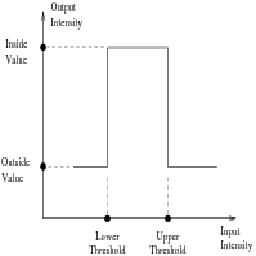 Output
Intensity
Inside
Value
Outside
Value
Lower
Threshold
Upper
Threshold
Input
Intensity